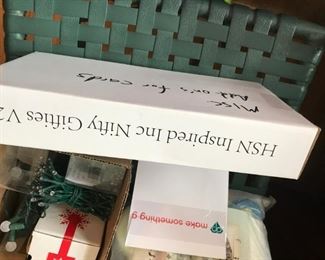 MISC
Add on's for CARDS
HSN Inspired Inc Nifty Gifties V2
make something g